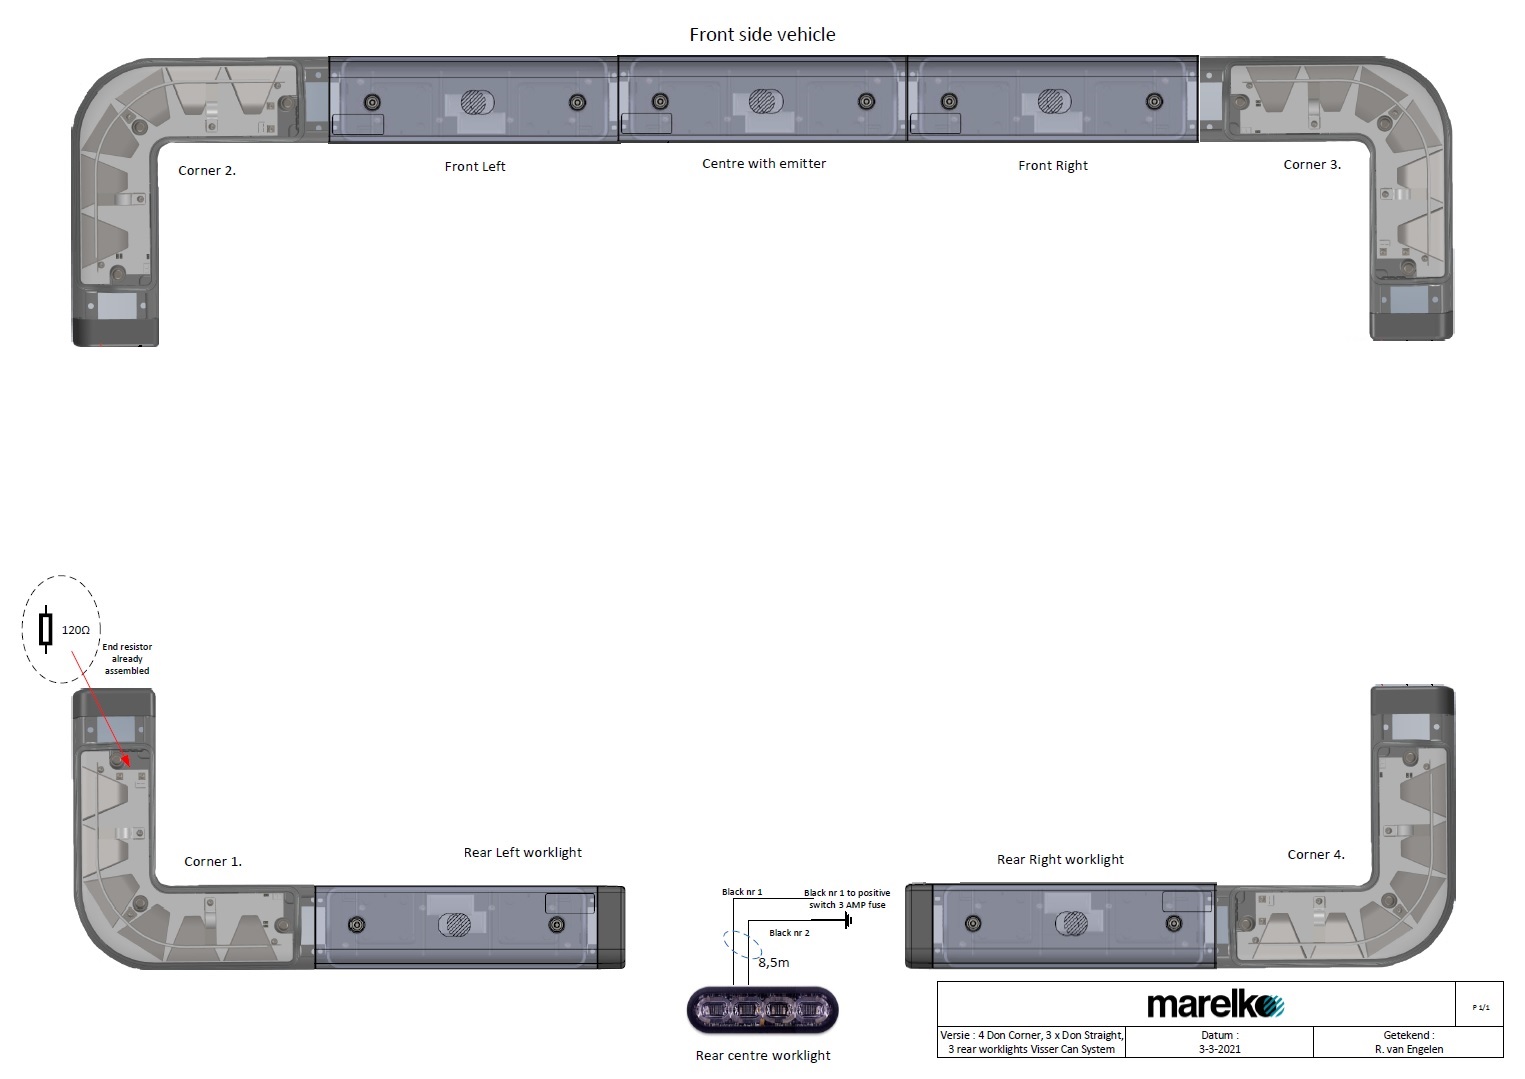 Front side vehicle
Corner 2.
Front Left
Centre with emitter
Front Right
Corner 3.
120Ω
End resistor
already
assembled
Corner 1.
Rear Left worklight
Rear Right worklight
Corner 4.
Black nr 1
Black nr 1 to positive
switch 3 AMP fuse
Black nr 2
8,5m
Rear centre worklight
marelko
P 1/1
Versie : 4 Don Corner, 3 x Don Straight,
3 rear worklights Visser Can System
Datum :
3-3-2021
Getekend :
R. van Engelen